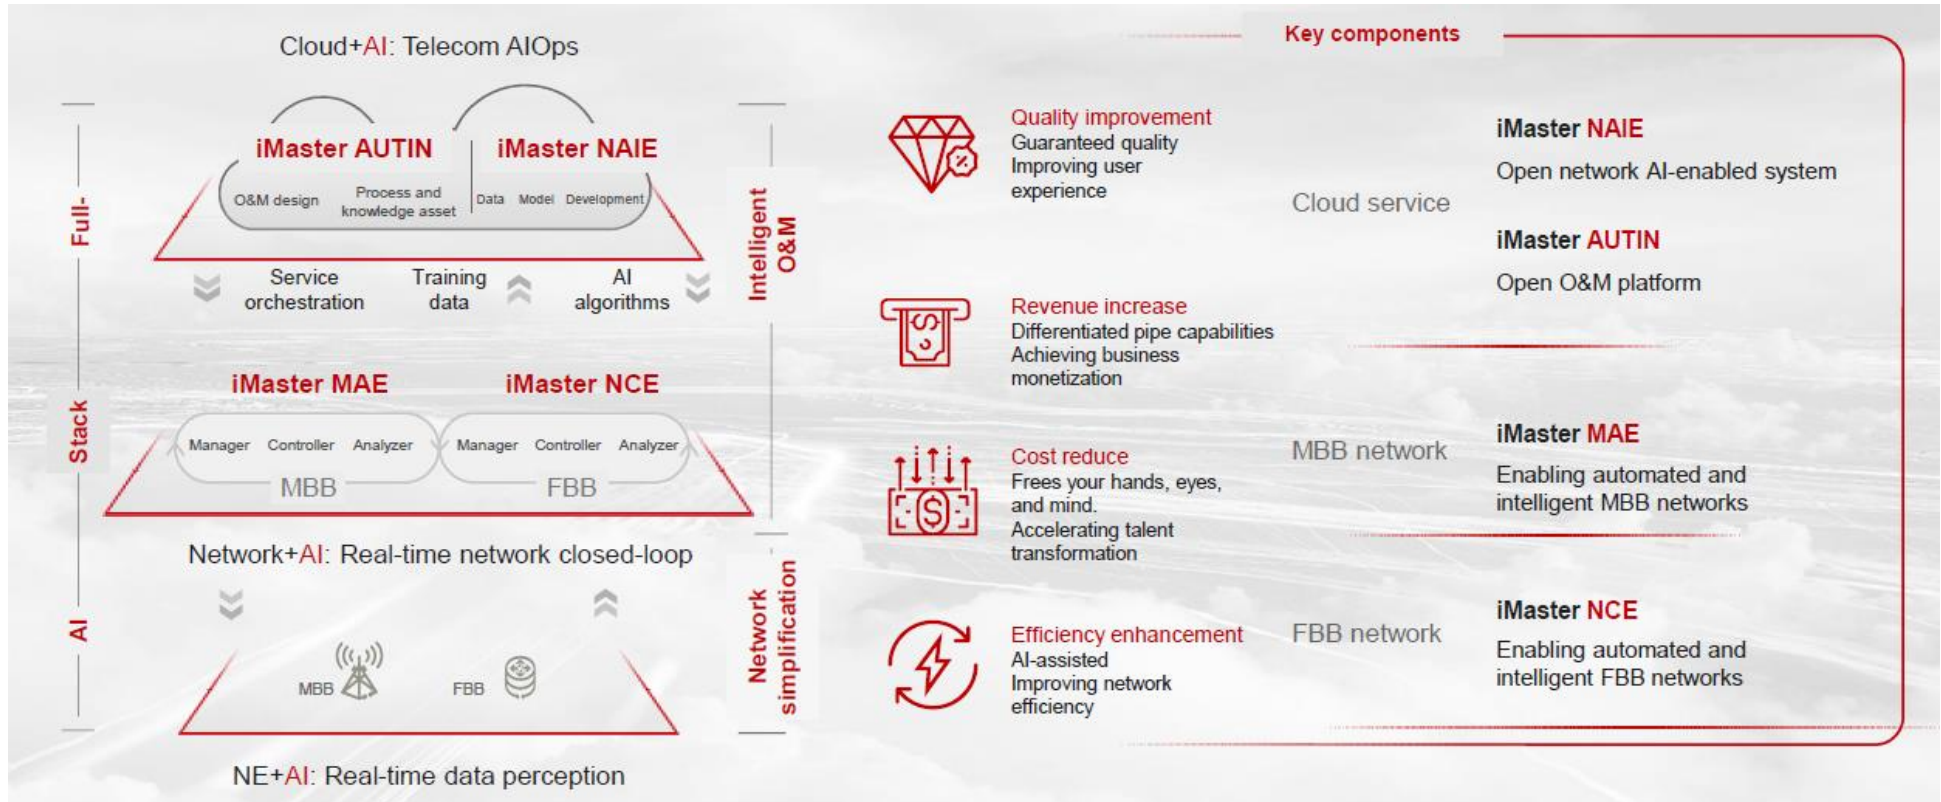 Cloud+AI: Telecom AIOps
iMaster AUTIN
iMaster NAIE
O&M design
Process and
knowledge asset
Data Model Development
Service
orchestration
Training
data
AI
algorithms
iMaster MAE
iMaster NCE
Manager Controller Analyzer
MBB
Manager Controller Analyzer
FBB
Network+AI: Real-time network closed-loop
MBB
FBB
NE+AI: Real-time data perception
Full-
Stack
AI
Intelligent
O&M
Network
simplification
Quality improvement
Guaranteed quality
Improving user
experience
Revenue increase
Differentiated pipe capabilities
Achieving business
monetization
Cost reduce
Frees your hands, eyes,
and mind.
Accelerating talent
transformation
Efficiency enhancement
AI-assisted
Improving network
efficiency
Key components
Cloud service
iMaster NAIE
Open network AI-enabled system
iMaster AUTIN
Open O&M platform
MBB network
iMaster MAE
Enabling automated and
intelligent MBB networks
FBB network
iMaster NCE
Enabling automated and
intelligent FBB networks